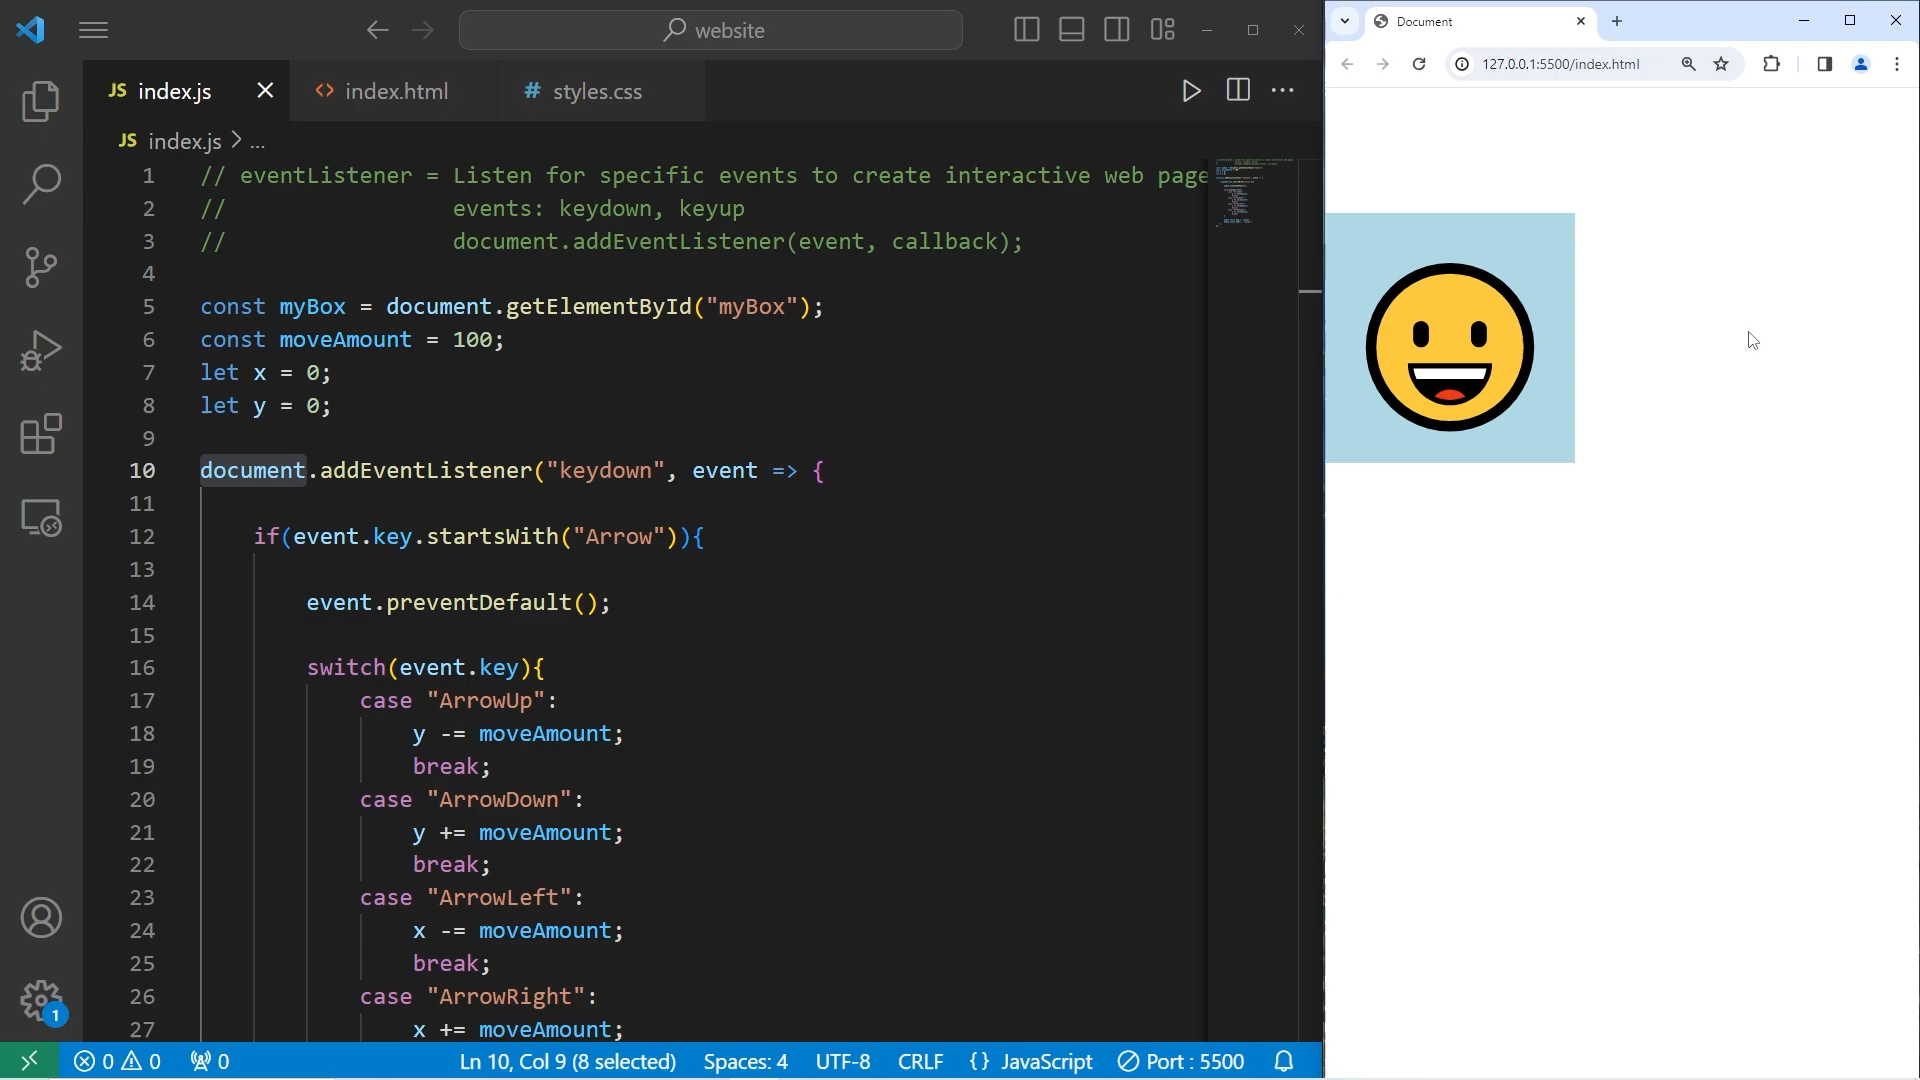 website
JS index.js
<> index.html
# styles.css
JS index.js > ...
1 // eventListener = Listen for specific events to create interactive web page
2 // events: keydown, keyup
3 // document.addEventListener(event, callback);
4
5 const myBox = document.getElementById("myBox");
6 const moveAmount = 100;
7 let x = 0;
8 let y = 0;
9
10 document.addEventListener("keydown", event => {
11
12 if(event.key.startsWith("Arrow")){
13
14 event.preventDefault();
15
16 switch(event.key){
17 case "ArrowUp":
18 y -= moveAmount;
19 break;
20 case "ArrowDown":
21 y += moveAmount;
22 break;
23 case "ArrowLeft":
24 x -= moveAmount;
25 break;
26 case "ArrowRight":
27 x += moveAmount;
1
0 0 0 Ln 10, Col 9 (8 selected) Spaces: 4 UTF-8 CRLF {} JavaScript Port : 5500
Document
127.0.0.1:5500/index.html